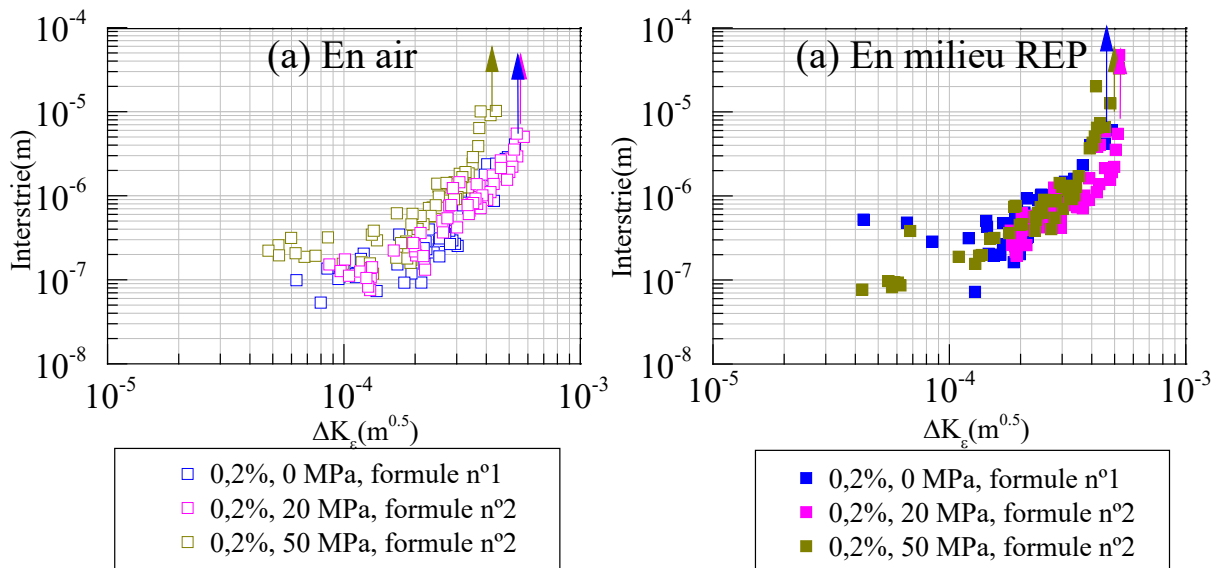 (a) En air
Interstrie(m)
10-4
10-5
10-6
10-7
10-8
10-5
10-4
10-3
ΔKε(m0.5)
0,2%, 0 MPa, formule nº1
0,2%, 20 MPa, formule nº2
0,2%, 50 MPa, formule nº2
(a) En milieu REP
Interstrie(m)
10-4
10-5
10-6
10-7
10-8
10-5
10-4
10-3
ΔKε(m0.5)
0,2%, 0 MPa, formule nº1
0,2%, 20 MPa, formule nº2
0,2%, 50 MPa, formule nº2